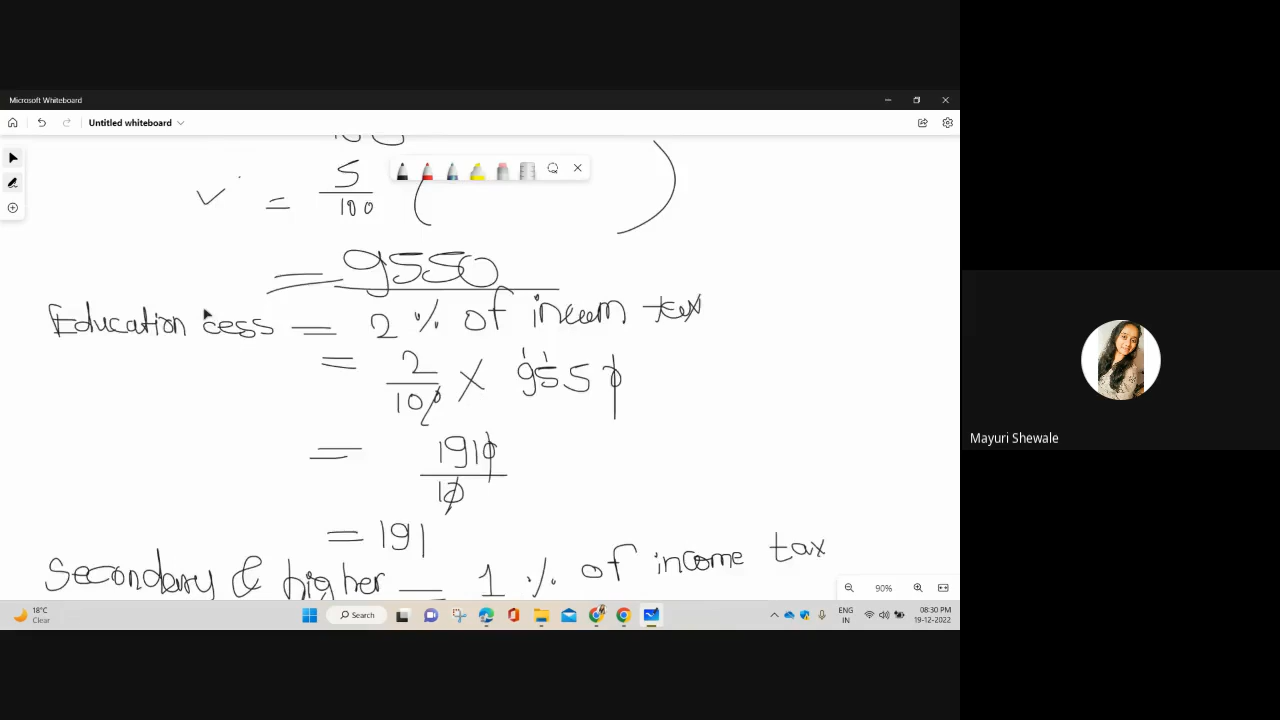 Microsoft Whiteboard
Untitled whiteboard
5
= 100 ( )
= 9550
Education cess = 2 % of incum tax
= 2 × 9550
100
= 1910
10
= 191
Secondary & higher = 1 % of income tax
90%
Mayuri Shewale
18°C
Clear
Search
ENG
IN
08:30 PM
19-12-2022